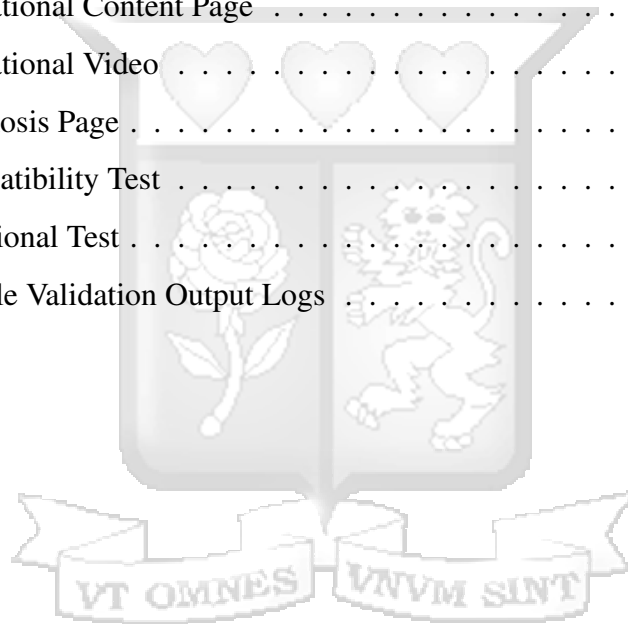 ational Content Page . . . . . . . . . . . . . . .
ational Video . . . . . . . . . . . . . . . . . . .
osis Page . . . . . . . . . . . . . . . . . . . . .
atibility Test . . . . . . . . . . . . . . . . . . .
ional Test . . . . . . . . . . . . . . . . . . . . .
le Validation Output Logs . . . . . . . . . . . .
VT OMNES VNVM SINT